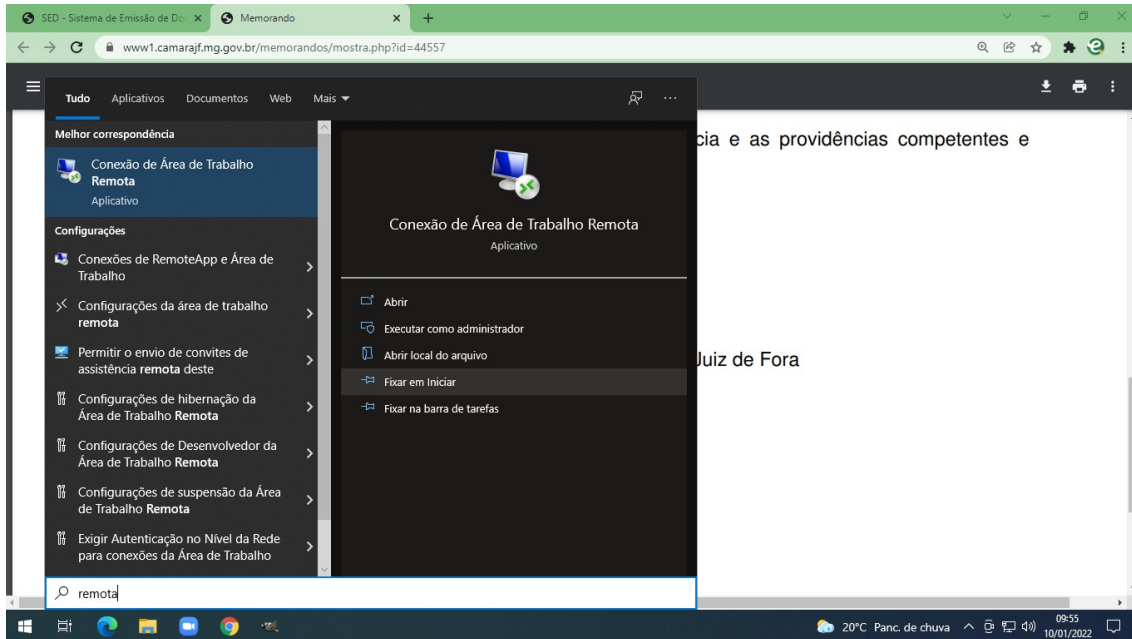 SED - Sistema de Emissão de Do
Memorando
www1.camarajf.mg.gov.br/memorandos/mostra.php?id=44557
Tudo Aplicativos Documentos Web Mais
Melhor correspondência
Conexão de Área de Trabalho
Remota
Aplicativo
Configurações
Conexões de RemoteApp e Área de
Trabalho
Configurações da área de trabalho
remota
Permitir o envio de convites de
assistência remota deste
Configurações de hibernação da
Área de Trabalho Remota
Configurações de Desenvolvedor da
Área de Trabalho Remota
Configurações de suspensão da Área
de Trabalho Remota
Exigir Autenticação no Nível da Rede
para conexões da Área de Trabalho
remota
Conexão de Área de Trabalho Remota
Aplicativo
Abrir
Executar como administrador
Abrir local do arquivo
Fixar em Iniciar
Fixar na barra de tarefas
cia e as providências competentes e
Juiz de Fora
20°C Panc. de chuva
09:55
10/01/2022